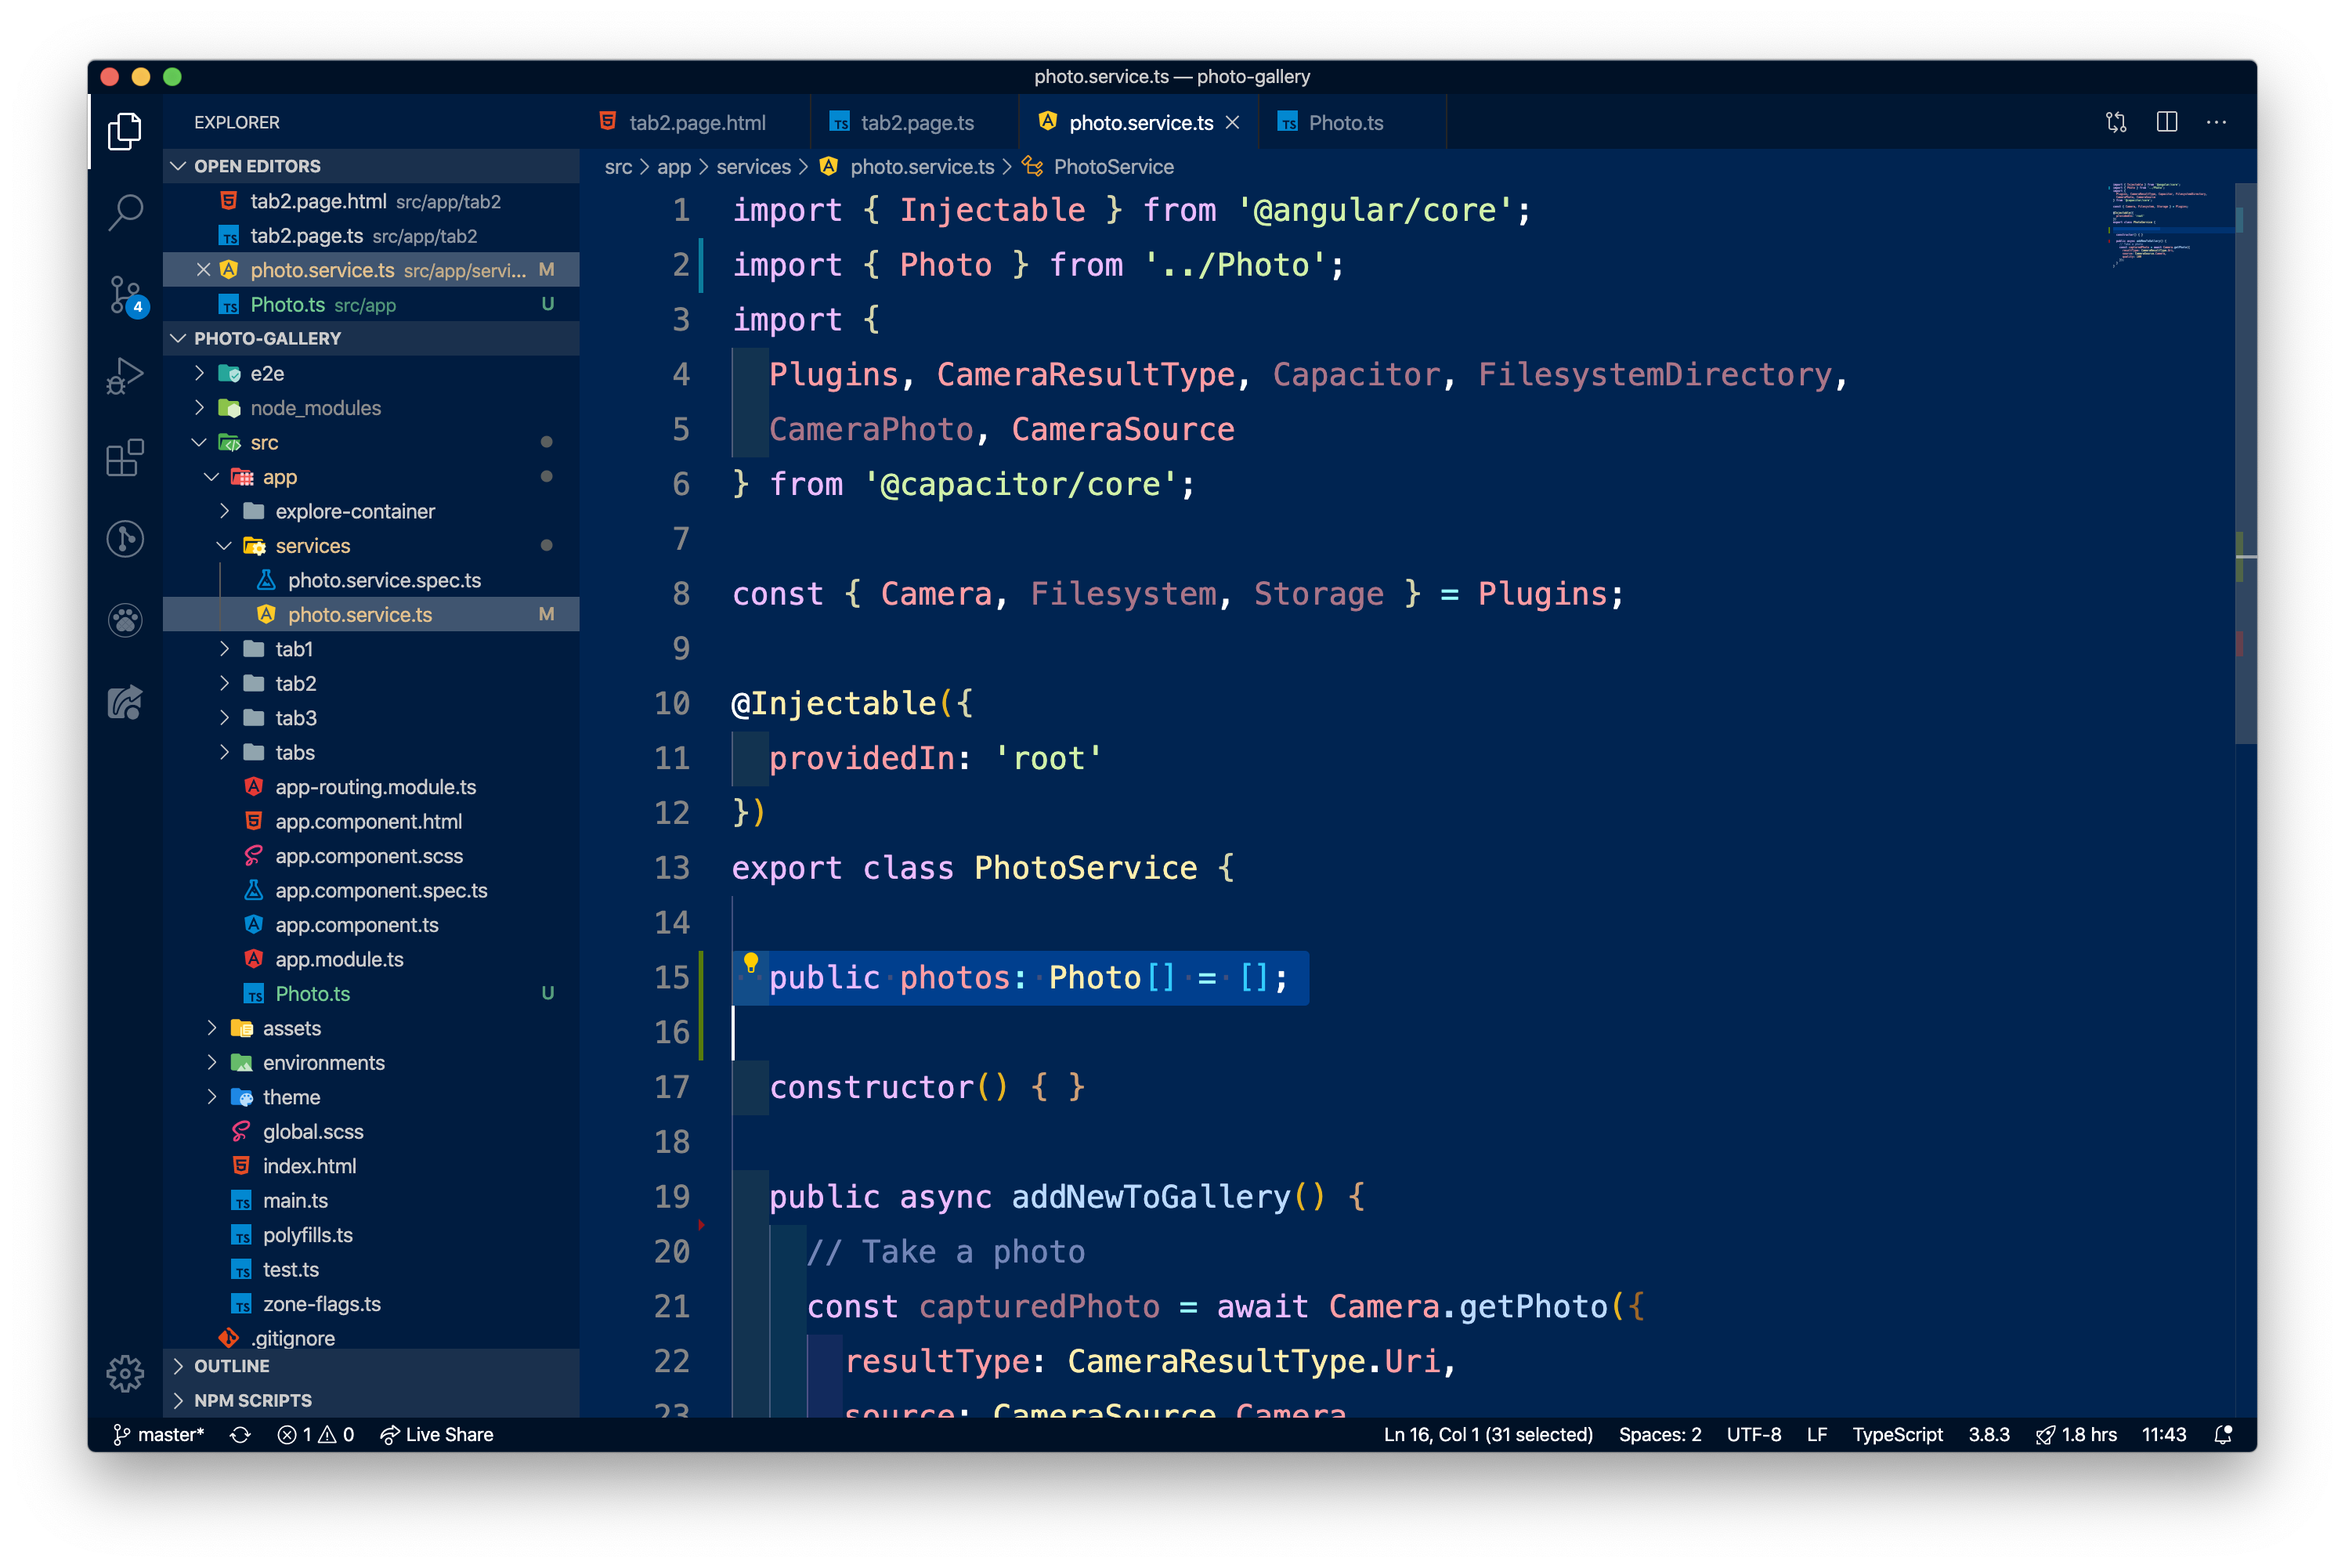 photo.service.ts — photo-gallery
EXPLORER
tab2.page.html
tab2.page.ts
photo.service.ts
Photo.ts
OPEN EDITORS
tab2.page.html src/app/tab2
tab2.page.ts src/app/tab2
photo.service.ts src/app/servi... M
Photo.ts src/app U
4
PHOTO-GALLERY
e2e
node_modules
src
app
explore-container
services
photo.service.spec.ts
photo.service.ts M
tab1
tab2
tab3
tabs
app-routing.module.ts
app.component.html
app.component.scss
app.component.spec.ts
app.component.ts
app.module.ts
Photo.ts U
assets
environments
theme
global.scss
index.html
main.ts
polyfills.ts
test.ts
zone-flags.ts
.gitignore
OUTLINE
NPM SCRIPTS
src > app > services > photo.service.ts > PhotoService
1 import { Injectable } from '@angular/core';
2 import { Photo } from '../Photo';
3 import {
4 Plugins, CameraResultType, Capacitor, FilesystemDirectory,
5 CameraPhoto, CameraSource
6 } from '@capacitor/core';
7
8 const { Camera, Filesystem, Storage } = Plugins;
9
10 @Injectable({
11 providedIn: 'root'
12 })
13 export class PhotoService {
14
15 public photos: Photo[] = [];
16
17 constructor() { }
18
19 public async addNewToGallery() {
20 // Take a photo
21 const capturedPhoto = await Camera.getPhoto({
22 resultType: CameraResultType.Uri,
23 source: CameraSource.Camera,
master* 1 0 Live Share Ln 16, Col 1 (31 selected) Spaces: 2 UTF-8 LF TypeScript 3.8.3 1.8 hrs 11:43